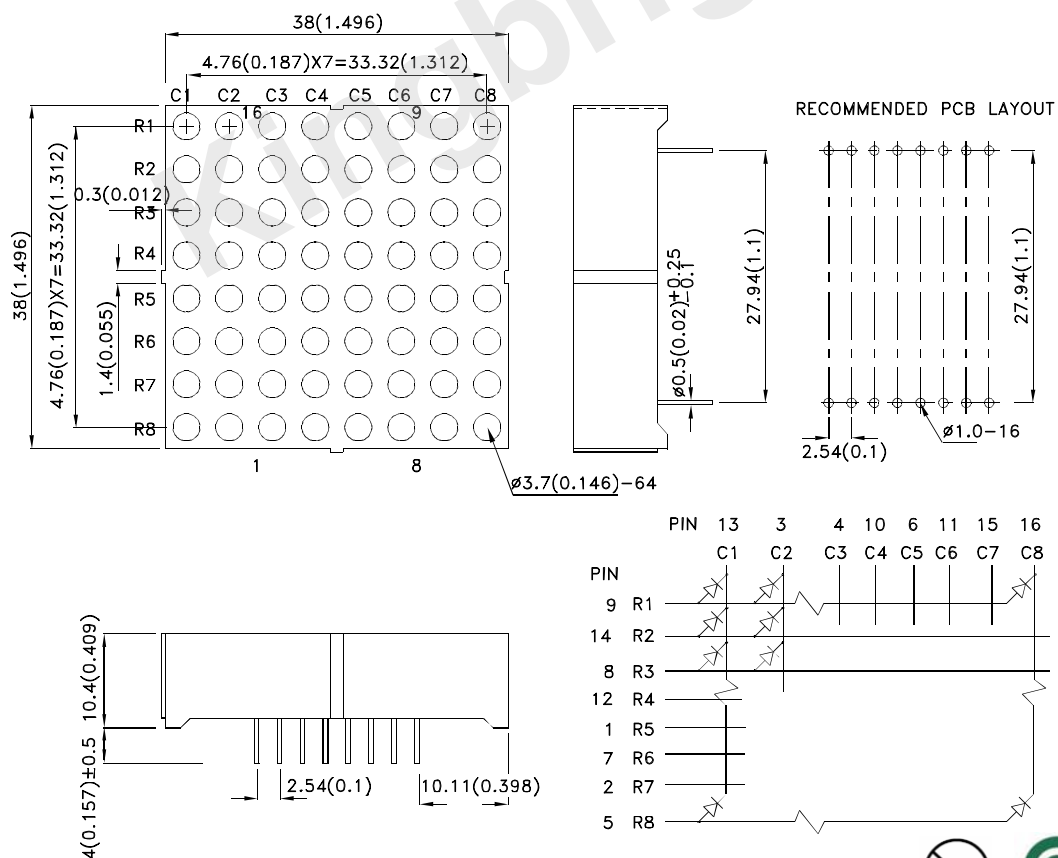 38(1.496)
4.76(0.187)X7=33.32(1.312)
C1 C2 C3 C4 C5 C6 C7 C8
16 9
R1
R2
0.3(0.012)
R3
R4
R5
R6
R7
R8
38(1.496)
4.76(0.187)X7=33.32(1.312)
1.4(0.055)
1 8
ø3.7(0.146)-64
Kingbri
ø0.5(0.02)+0.25
-0.1
27.94(1.1)
RECOMMENDED PCB LAYOUT
27.94(1.1)
ø1.0-16
2.54(0.1)
10.4(0.409)
4(0.157)±0.5
2.54(0.1)
10.11(0.398)
PIN 13 3 4 10 6 11 15 16
C1 C2 C3 C4 C5 C6 C7 C8
PIN
9 R1
14 R2
8 R3
12 R4
1 R5
7 R6
2 R7
5 R8